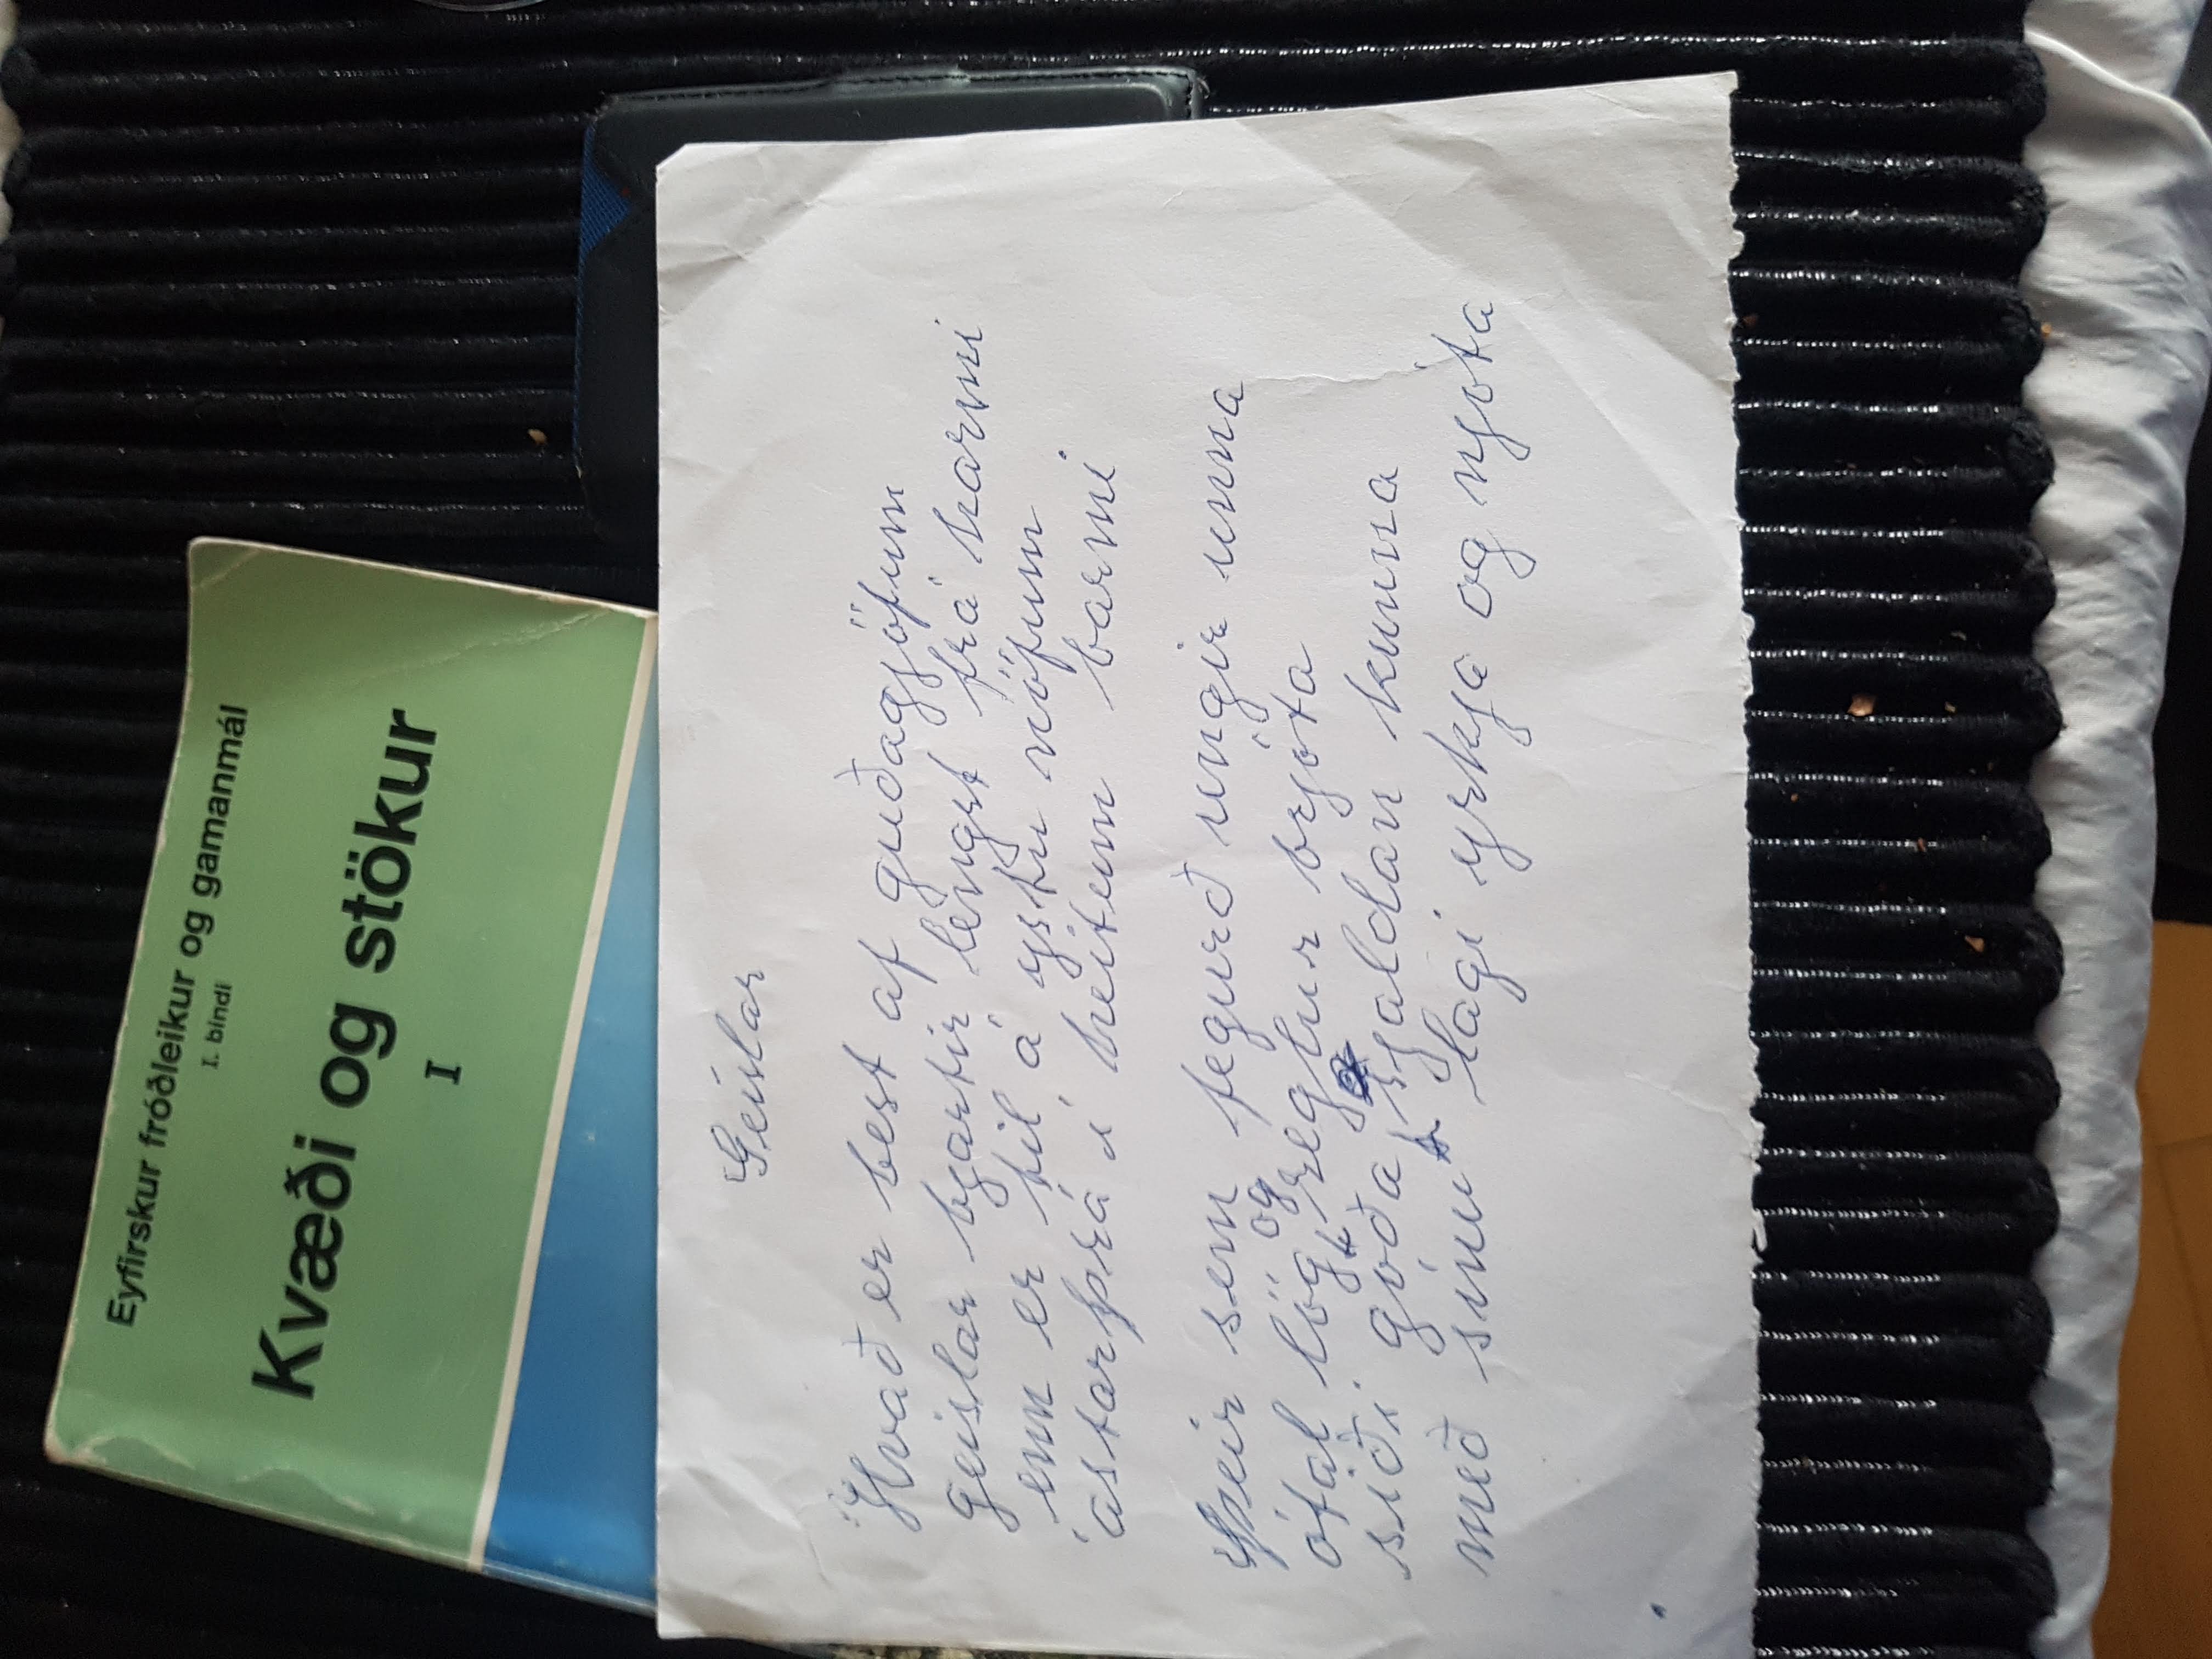 Eyfirskur fróðleikur og gamanmál
I. bindi
Kvæði og stökur
I
Geislar
Hvað er best af guðagjöfum
geislar bjartir lengst frá harmi
enn er til á ystu nöfum
ástarþrá í heitum barmi
Þeir sem fegurð ungir unna
ótal lög og reglur brjóta
siði góða, sjaldan kunna
með sínu lagi yrkja og njóta